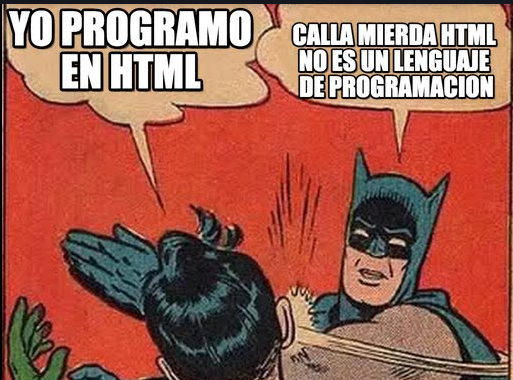 YO PROGRAMO
EN HTML
CALLA MIERDA HTML
NO ES UN LENGUAJE
DE PROGRAMACION